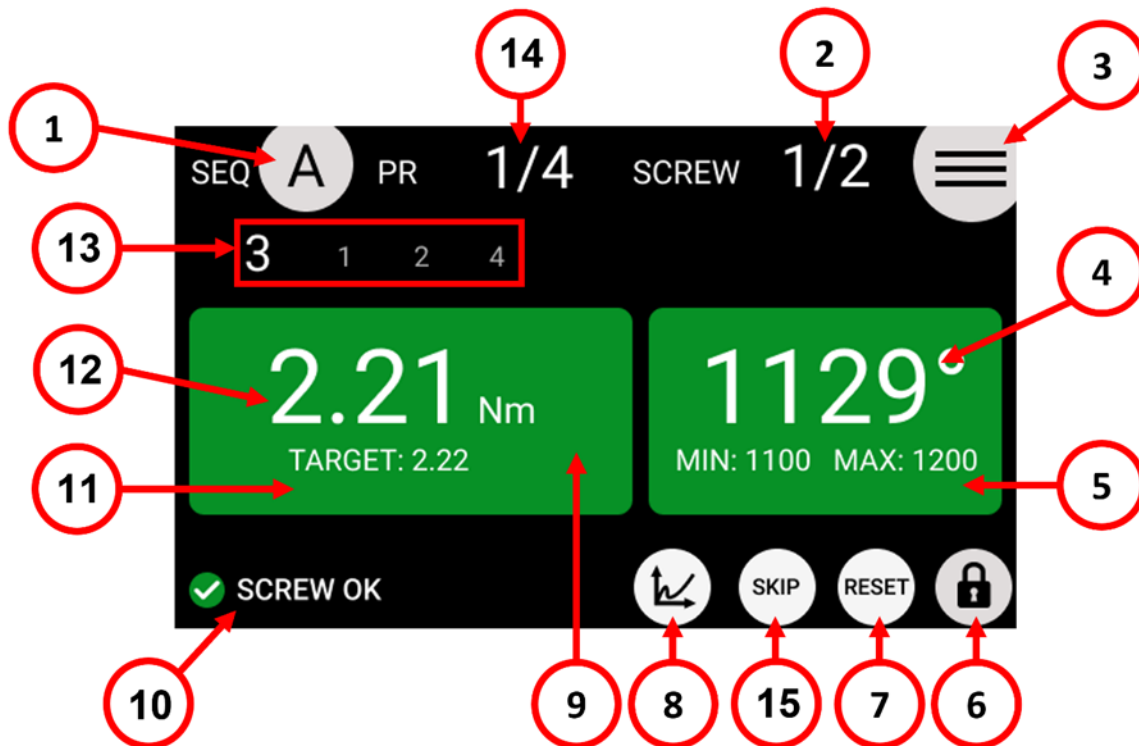 14 2 3
1
SEQ A PR 1/4 SCREW 1/2
13 3 1 2 4
4
12 2.21 Nm 1129°
11 TARGET: 2.22 MIN: 1100 MAX: 1200 5
SCREW OK SKIP RESET
10 9 8 15 7 6